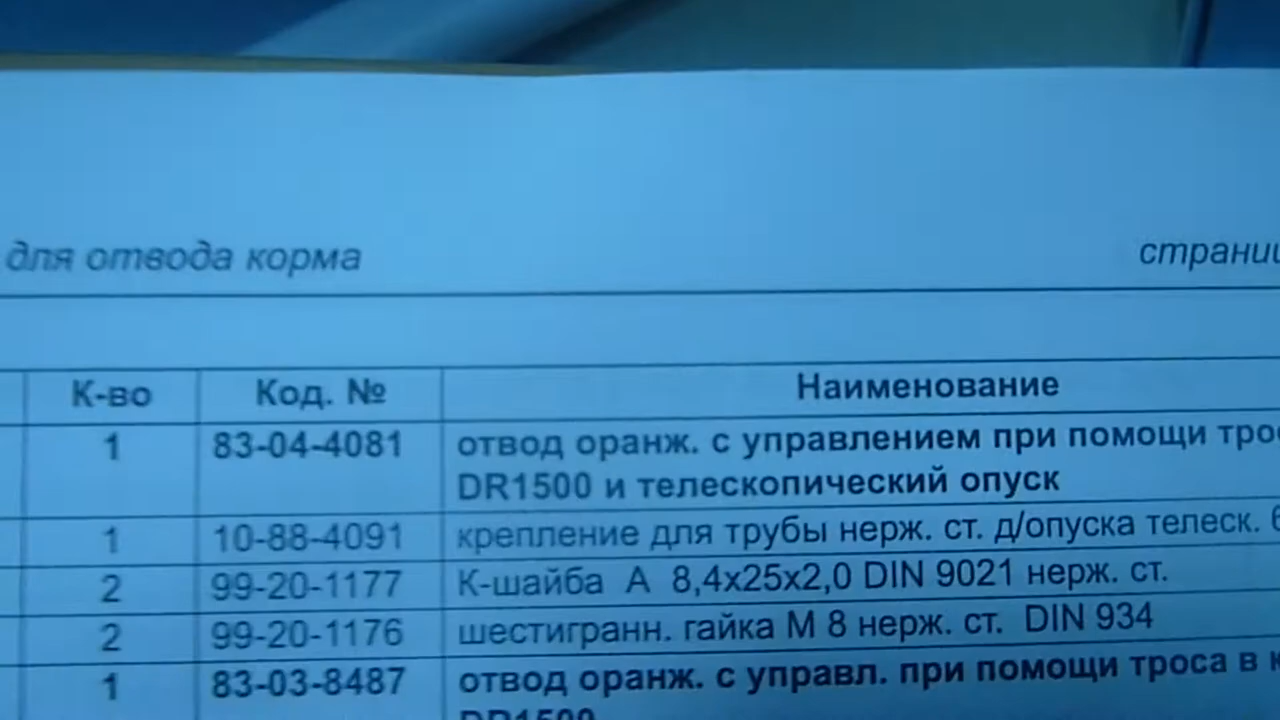 для отвода корма
К-во Код. № Наименование
1 83-04-4081 отвод оранж. с управлением при помощи
DR1500 и телескопический опуск
1 10-88-4091 крепление для трубы нерж. ст. д/опуска телеск.
2 99-20-1177 К-шайба А 8,4х25х2,0 DIN 9021 нерж. ст.
2 99-20-1176 шестигранн. гайка М 8 нерж. ст. DIN 934
1 83-03-8487 отвод оранж. с управл. при помощи троса в
DR1500